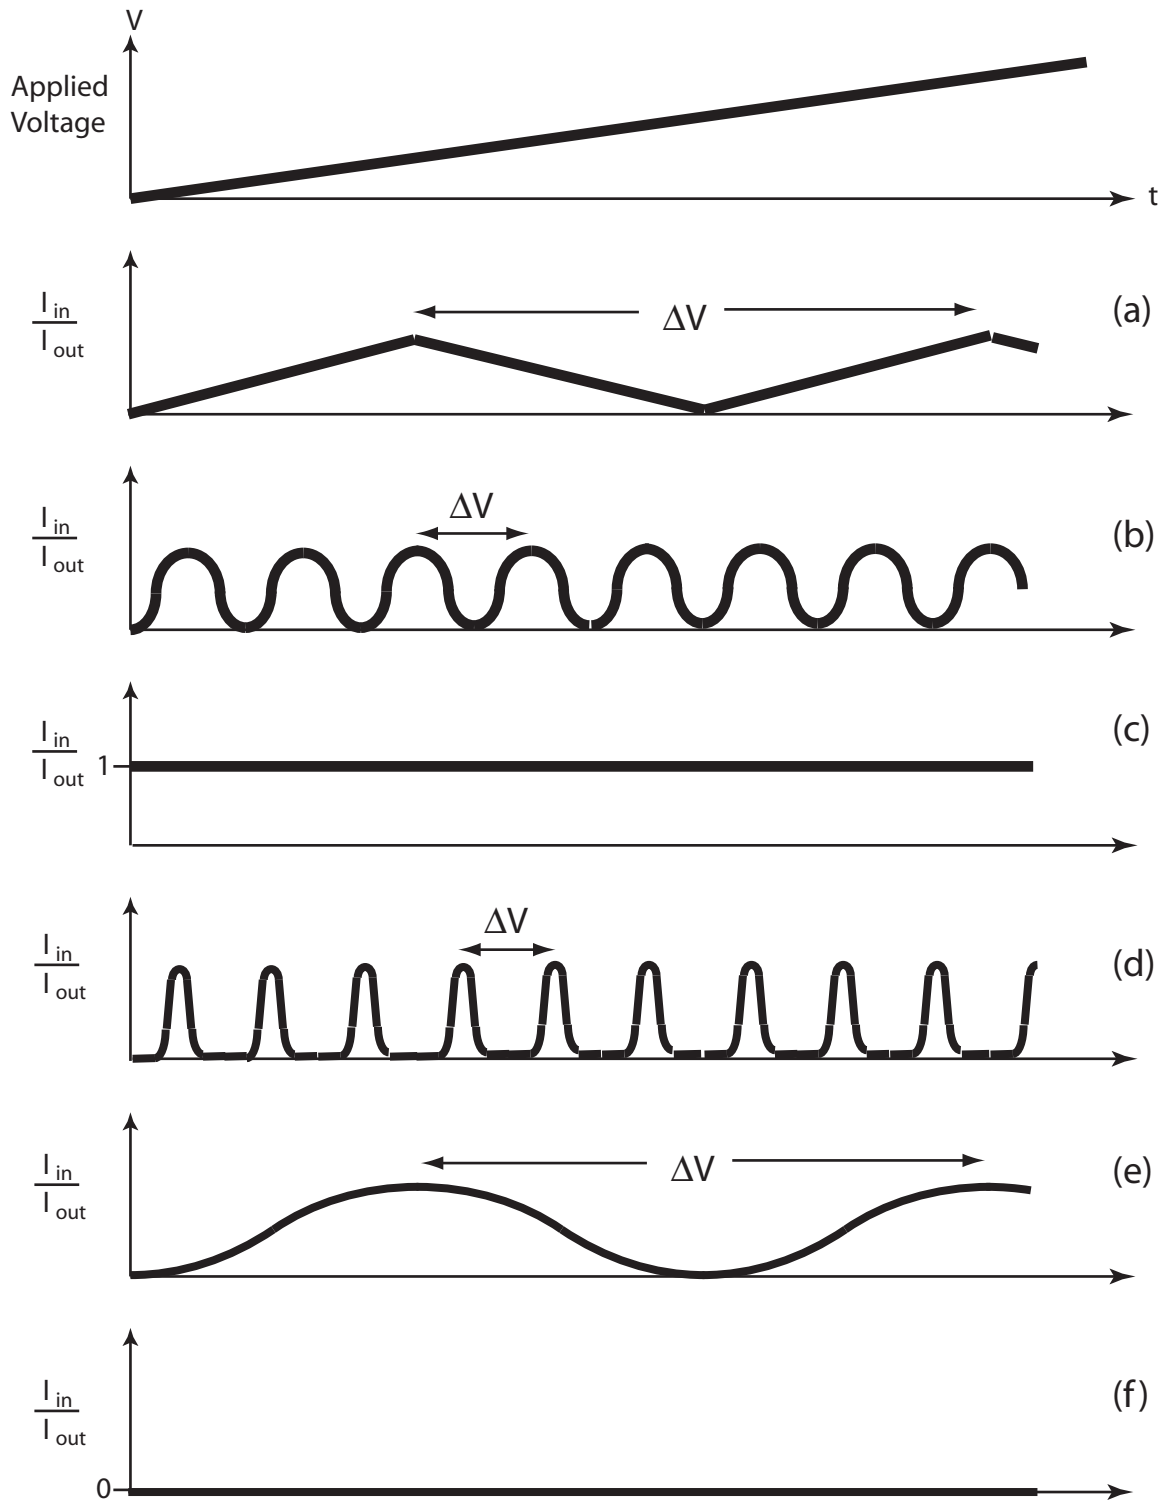 V
Applied
Voltage
t
I in
I out
ΔV
(a)
I in
I out
ΔV
(b)
I in
I out
1
(c)
I in
I out
ΔV
(d)
I in
I out
ΔV
(e)
I in
I out
0
(f)